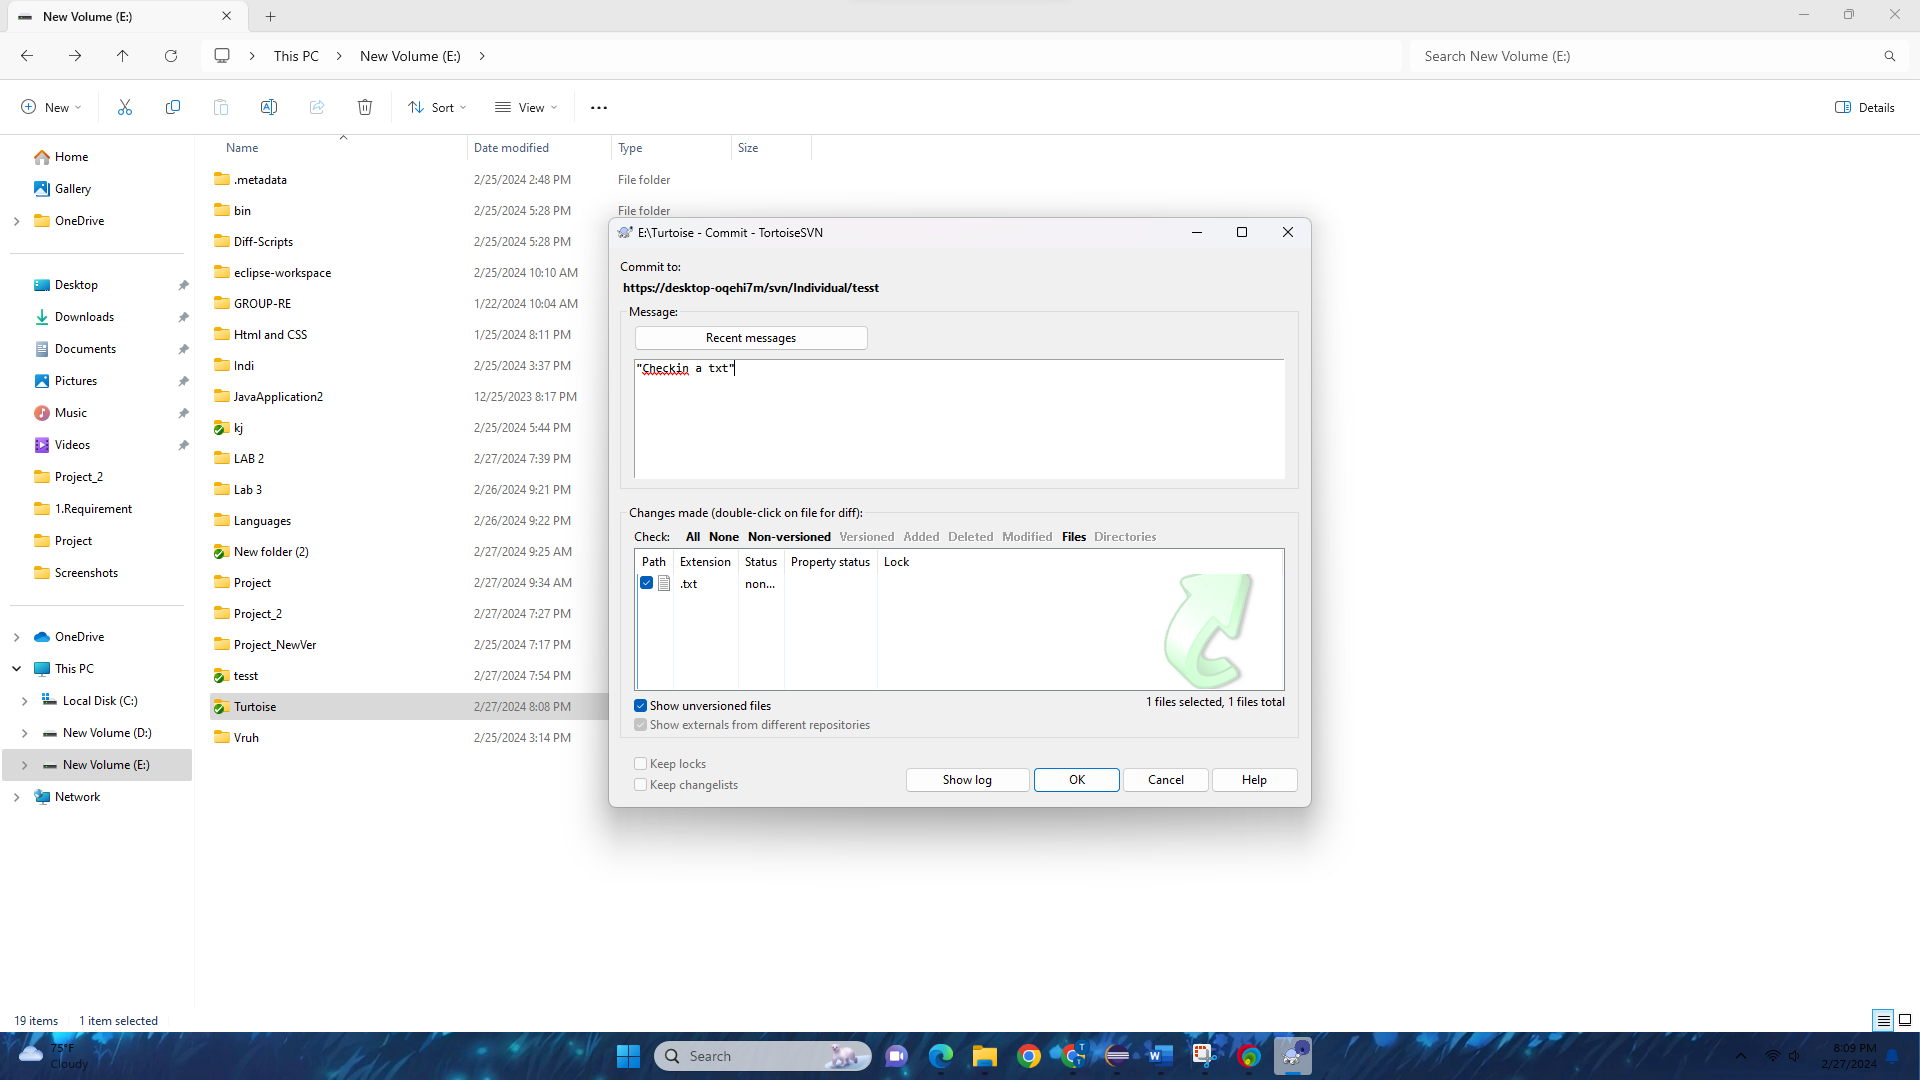 New Volume (E:)
This PC
New Volume (E:)
Search New Volume (E:)
New
Sort
View
Details
Name
Date modified
Type
Size
Home
Gallery
OneDrive
Desktop
Downloads
Documents
Pictures
Music
Videos
Project_2
1.Requirement
Project
Screenshots
OneDrive
This PC
Local Disk (C:)
New Volume (D:)
New Volume (E:)
Network
.metadata 2/25/2024 2:48 PM File folder
bin 2/25/2024 5:28 PM File folder
Diff-Scripts 2/25/2024 5:28 PM
eclipse-workspace 2/25/2024 10:10 AM
GROUP-RE 1/22/2024 10:04 AM
Html and CSS 1/25/2024 8:11 PM
Indi 2/25/2024 3:37 PM
JavaApplication2 12/25/2023 8:17 PM
kj 2/25/2024 5:44 PM
LAB 2 2/27/2024 7:39 PM
Lab 3 2/26/2024 9:21 PM
Languages 2/26/2024 9:22 PM
New folder (2) 2/27/2024 9:25 AM
Project 2/27/2024 9:34 AM
Project_2 2/27/2024 7:27 PM
Project_NewVer 2/25/2024 7:17 PM
tesst 2/27/2024 7:54 PM
Turtoise 2/27/2024 8:08 PM
Vruh 2/25/2024 3:14 PM
E:\Turtoise - Commit - TortoiseSVN
Commit to:
https://desktop-oqehi7m/svn/Individual/tesst
Message:
Recent messages
"Checkin a txt"
Changes made (double-click on file for diff):
Check: All None Non-versioned Versioned Added Deleted Modified Files Directories
Path Extension Status Property status Lock
.txt non...
Show unversioned files
1 files selected, 1 files total
Show externals from different repositories
Keep locks
Keep changelists
Show log
OK
Cancel
Help
19 items
1 item selected
75°F
Cloudy
Search
8:09 PM
2/27/2024